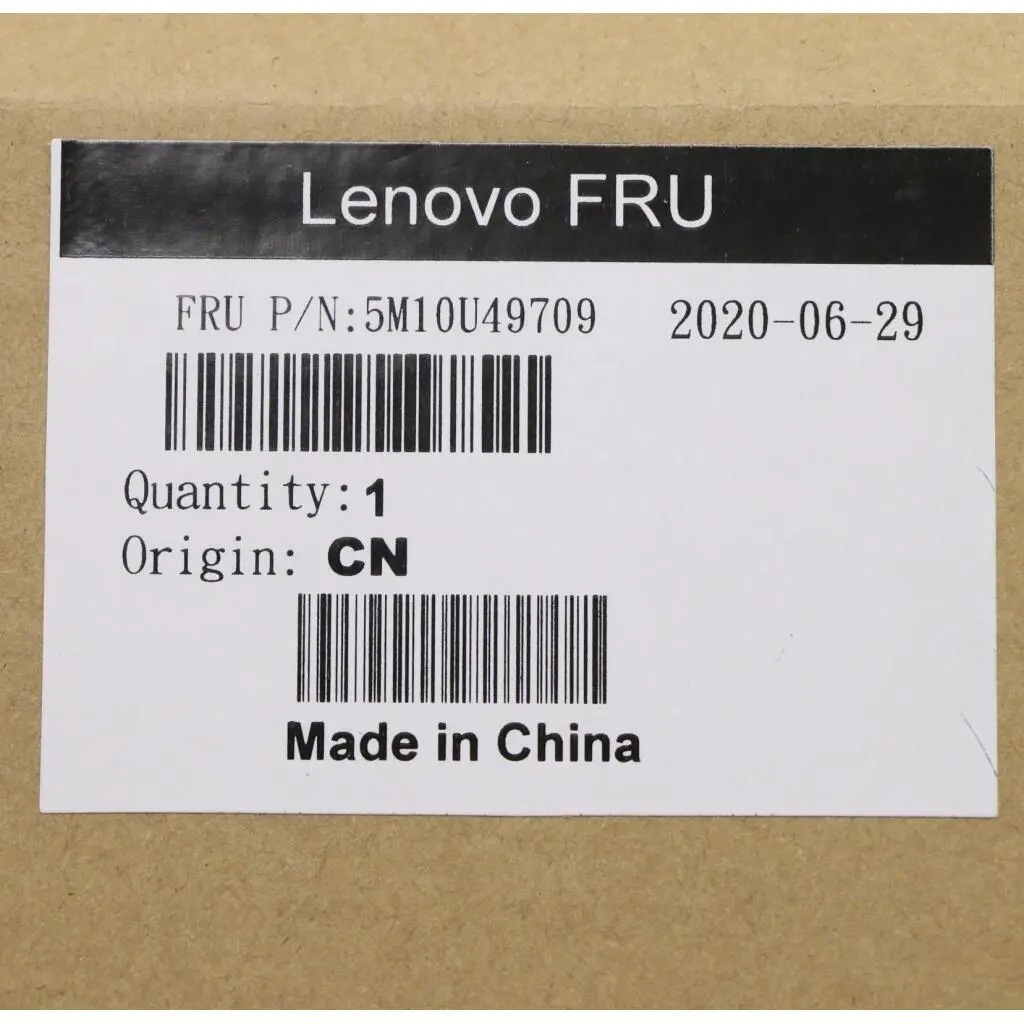 Lenovo FRU
FRU P/N:5M10U49709 2020-06-29
Quantity: 1
Origin: CN
Made in China